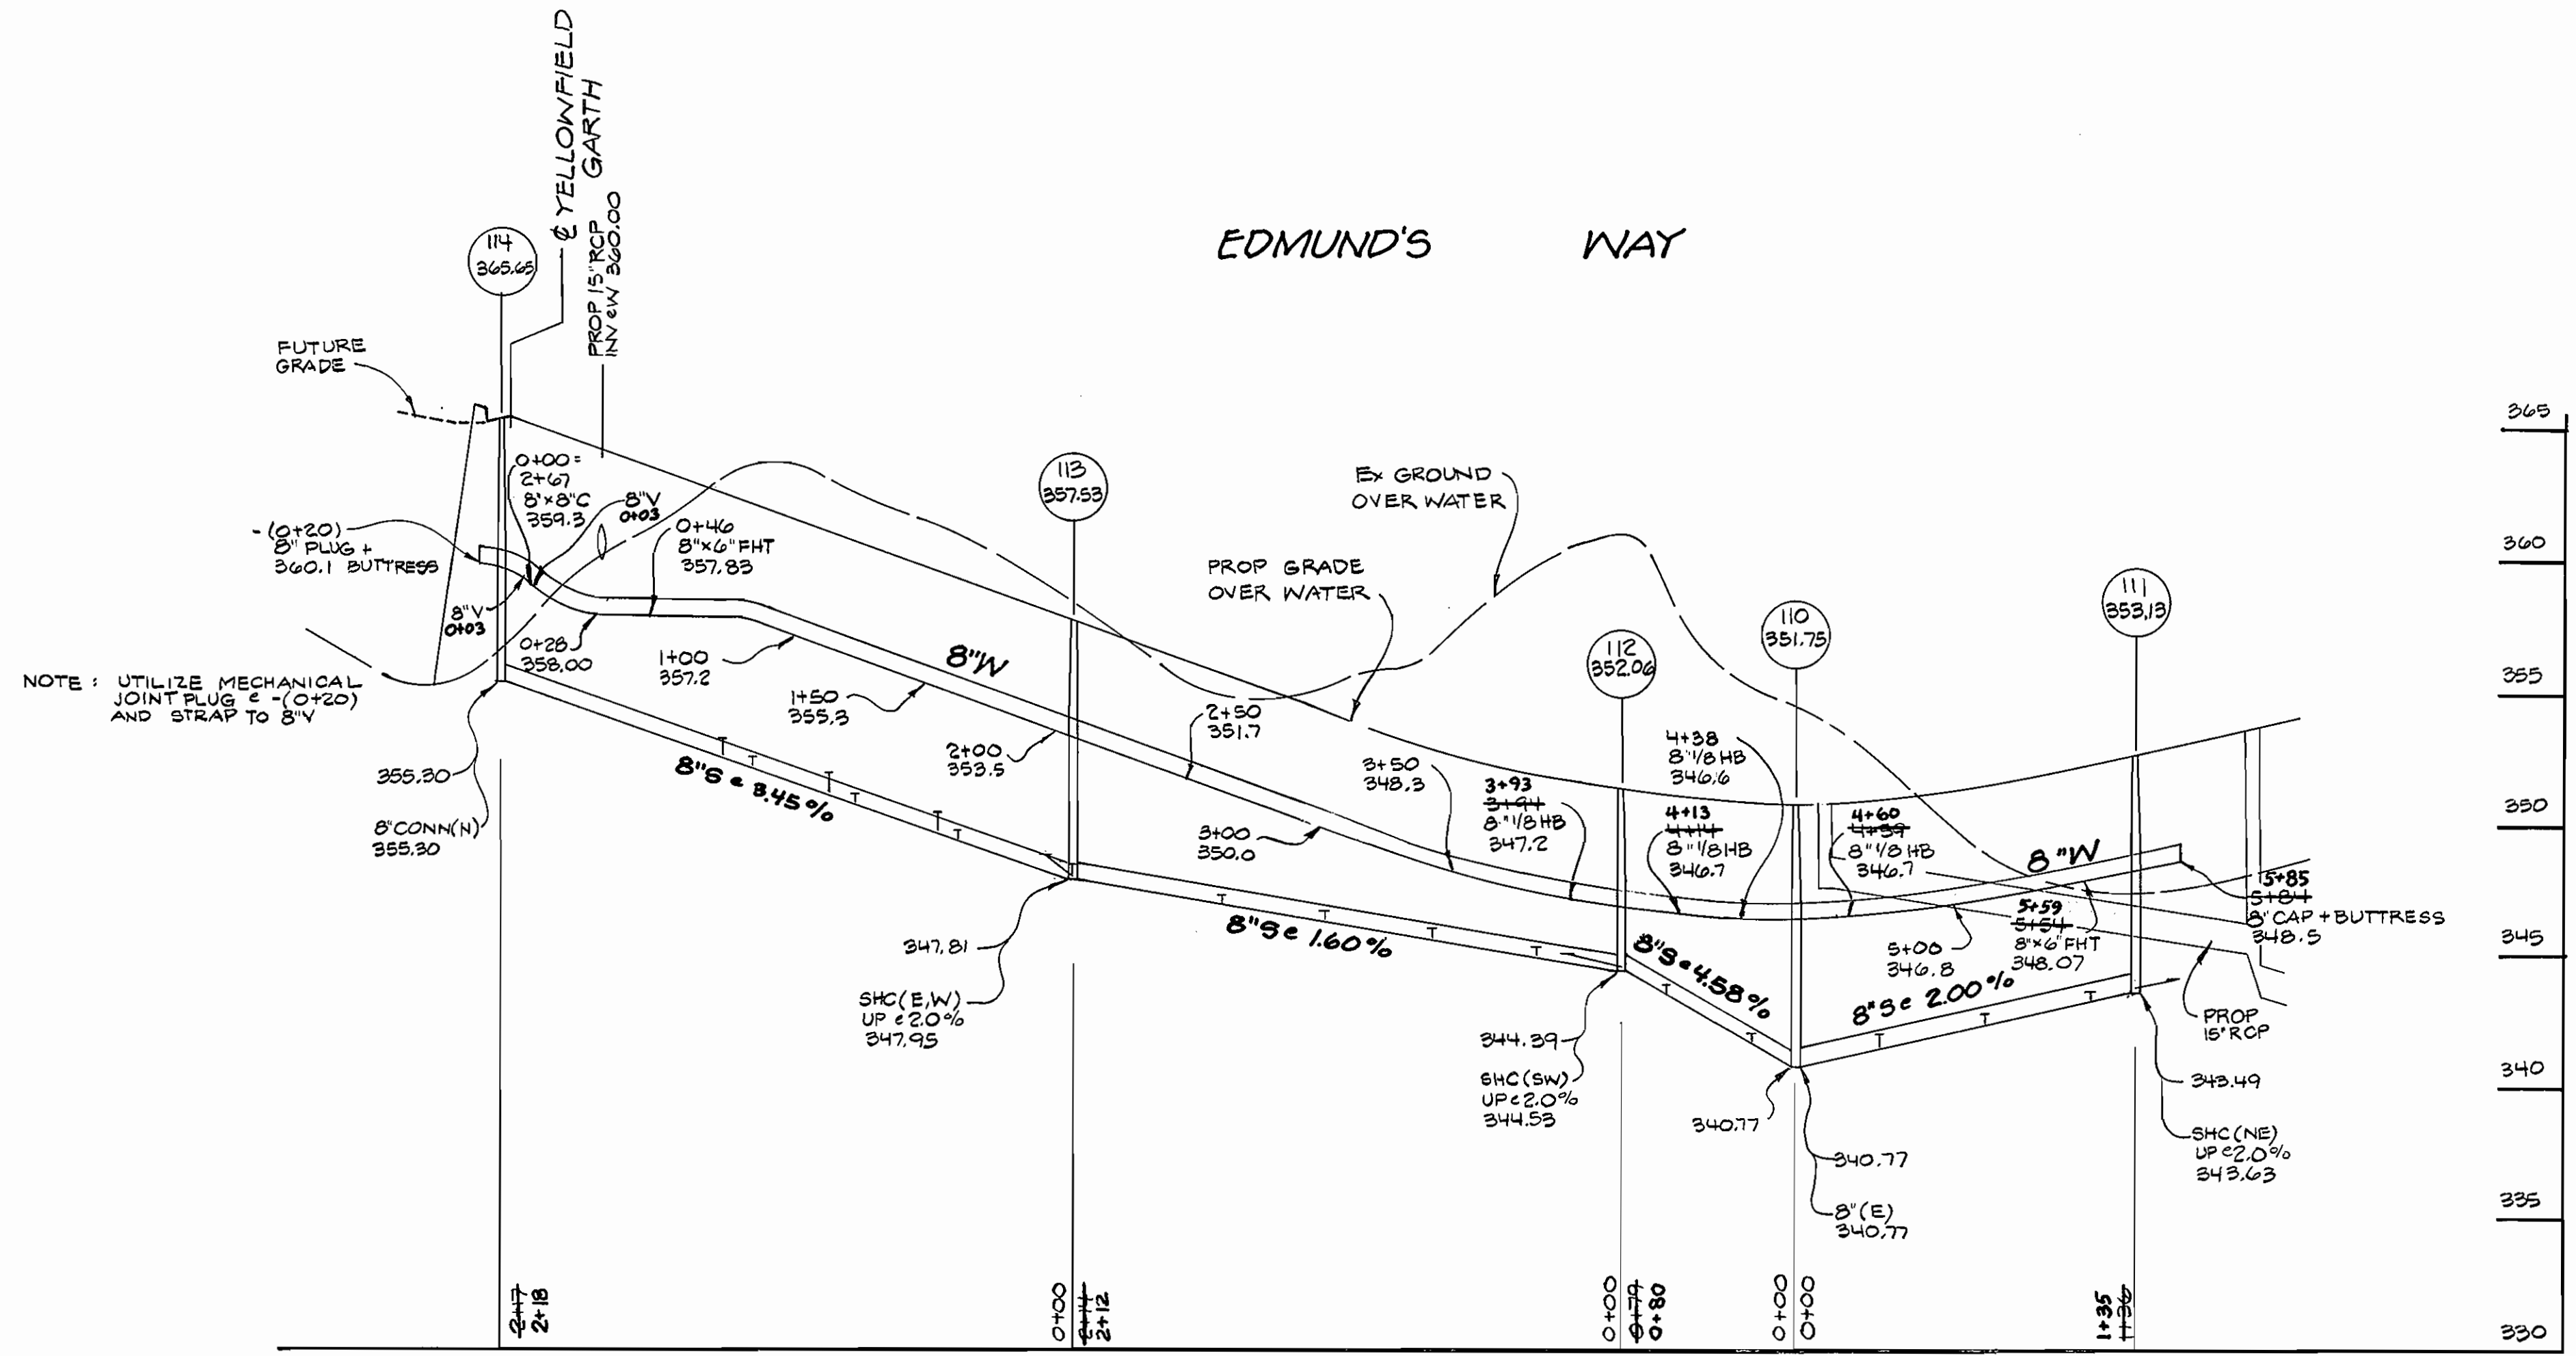 EDMUND'S WAY
℄ YELLOWFIELD
GARTH
PROP 15" RCP
INV @ W 360.00
114
365.65
FUTURE
GRADE
0+00=
2+67
8"x8"C
359.3
8"V
0+03
0+46
8"x6" FHT
357.83
-(0+20)
8" PLUG +
360.1 BUTTRESS
8"V
0+03
0+28
358.00
NOTE: UTILIZE MECHANICAL
JOINT PLUG @ -(0+20)
AND STRAP TO 8"V
1+00
357.2
1+50
355.3
8"W
2+00
353.5
355.30
8" CONN(N)
355.30
8"S @ 3.45%
113
357.53
EX GROUND
OVER WATER
PROP GRADE
OVER WATER
2+50
351.7
3+00
350.0
3+50
348.3
3+93
3+94
8" 1/8 HB
347.2
347.81
SHC(E,W)
UP @ 2.0%
347.95
8"S @ 1.60%
112
352.06
4+38
8" 1/8 HB
346.6
4+13
4+14
8" 1/8 HB
346.7
344.39
SHC(SW)
UP @ 2.0%
344.53
8"S @ 4.58%
110
351.75
4+60
4+59
8" 1/8 HB
346.7
340.77
340.77
8"(E)
340.77
8"S @ 2.00%
5+00
346.8
5+59
5+54
8"x6" FHT
348.07
8"W
111
353.13
5+85
5+84
8" CAP + BUTTRESS
348.5
PROP
15" RCP
343.49
SHC(NE)
UP @ 2.0%
343.63
365
360
355
350
345
340
335
330
2+17
2+18
0+00
2+14
2+12
0+00
0+79
0+80
0+00
0+00
1+35
1+36